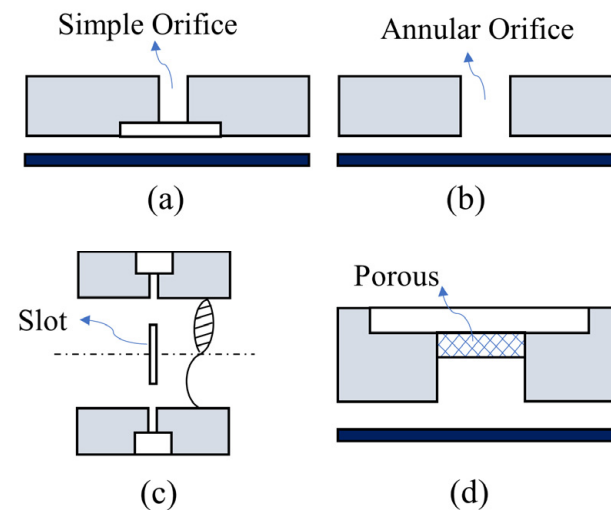 Simple Orifice
Annular Orifice
(a)
(b)
Slot
Porous
(c)
(d)